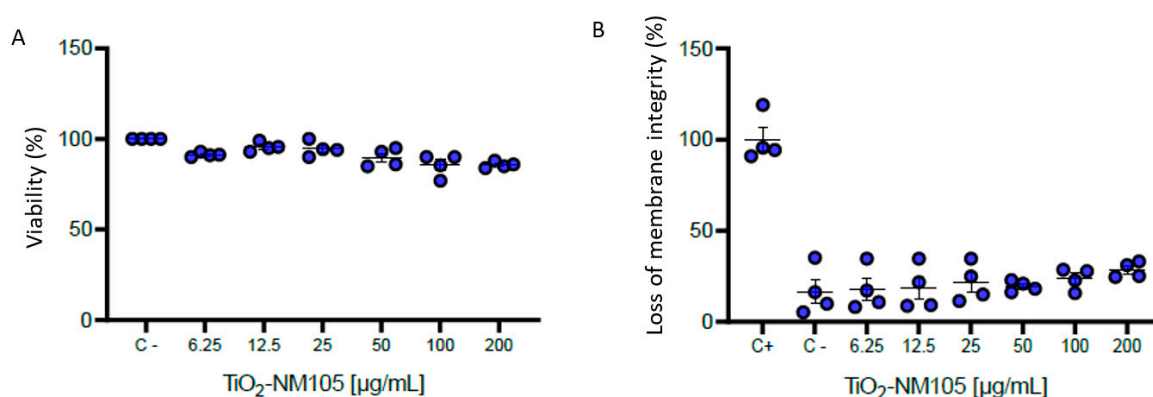 A
Viability (%)
150
100
50
0
C - 6.25 12.5 25 50 100 200
TiO₂-NM105 [µg/mL]
B
Loss of membrane integrity (%)
150
100
50
0
C+ C - 6.25 12.5 25 50 100 200
TiO₂-NM105 [µg/mL]